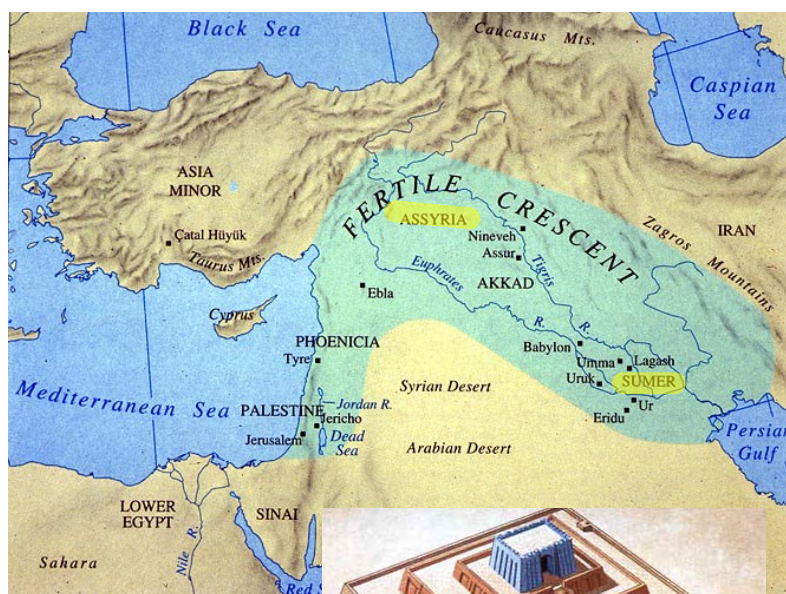 Black Sea
Caucasus Mts.
Caspian
Sea
ASIA
MINOR
FERTILE CRESCENT
ASSYRIA
Çatal Hüyük
Taurus Mts.
Nineveh
Assur
Zagros Mountains
IRAN
Ebla
Euphrates R.
AKKAD
Tigris R.
Cyprus
PHOENICIA
Tyre
Babylon
Umma
Lagash
Uruk
SUMER
Ur
Eridu
Syrian Desert
Mediterranean Sea
PALESTINE
Jordan R.
Jericho
Jerusalem
Dead
Sea
Arabian Desert
Persian
Gulf
LOWER
EGYPT
SINAI
Nile R.
Sahara
Red